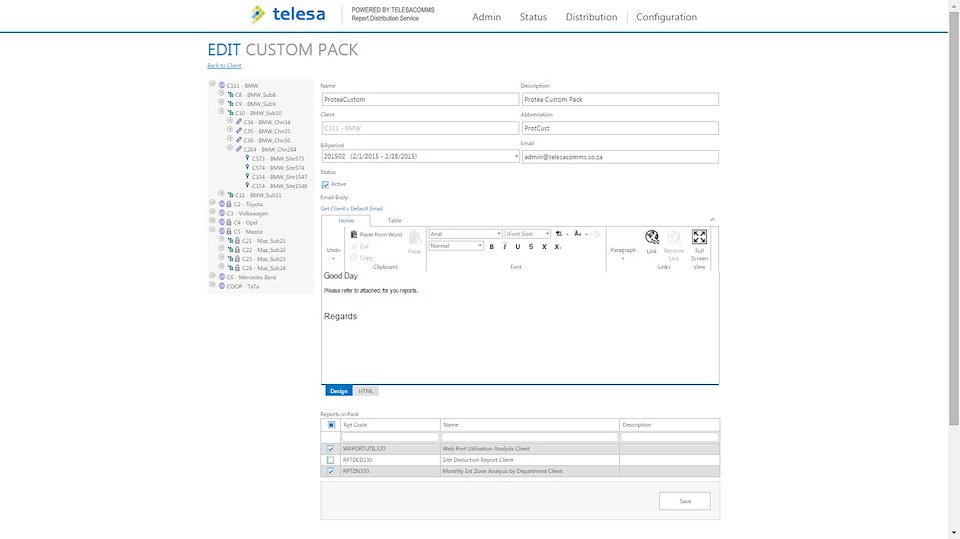 telesa
POWERED BY TELESACOMMS
Report Distribution Service
Admin
Status
Distribution
Configuration
EDIT CUSTOM PACK
Back to Client
C111 - BMW
C8 - BMW_Sub8
C9 - BMW_Sub9
C10 - BMW_Sub10
C34 - BMW_Chn34
C35 - BMW_Chn35
C36 - BMW_Chn36
C264 - BMW_Chn264
C573 - BMW_Site573
C574 - BMW_Site574
C154 - BMW_Site1547
C154 - BMW_Site1548
C11 - BMW_Sub11
C2 - Toyota
C3 - Volkswagen
C4 - Opel
C5 - Mazda
C21 - Maz_Sub21
C22 - Maz_Sub22
C23 - Maz_Sub23
C24 - Maz_Sub24
C6 - Mercedes Benz
COOP - TaTa
Name
Description
ProteaCustom
Protea Custom Pack
Client
Abbreviation
C111 - BMW
ProtCust
Billperiod
Email
201502 (2/1/2015 - 2/28/2015)
admin@telesacomms.co.za
Status
Active
Email Body
Get Client's Default Email
Home
Table
Undo
Paste from Word
Cut
Copy
Paste
Clipboard
Arial
(Font Size)
Normal
B I U S X X
Font
Paragraph
Link
Remove Link
Links
Full Screen
View
Good Day
Please refer to attached, for you reports.
Regards
Design
HTML
Reports in Pack
Rpt Code
Name
Description
WRPORTUTIL320
Web Port Utilisation Analysis Client
RPTDED230
Site Deduction Report Client
RPTZN330
Monthly Ext Zone Analysis by Department Client
Save